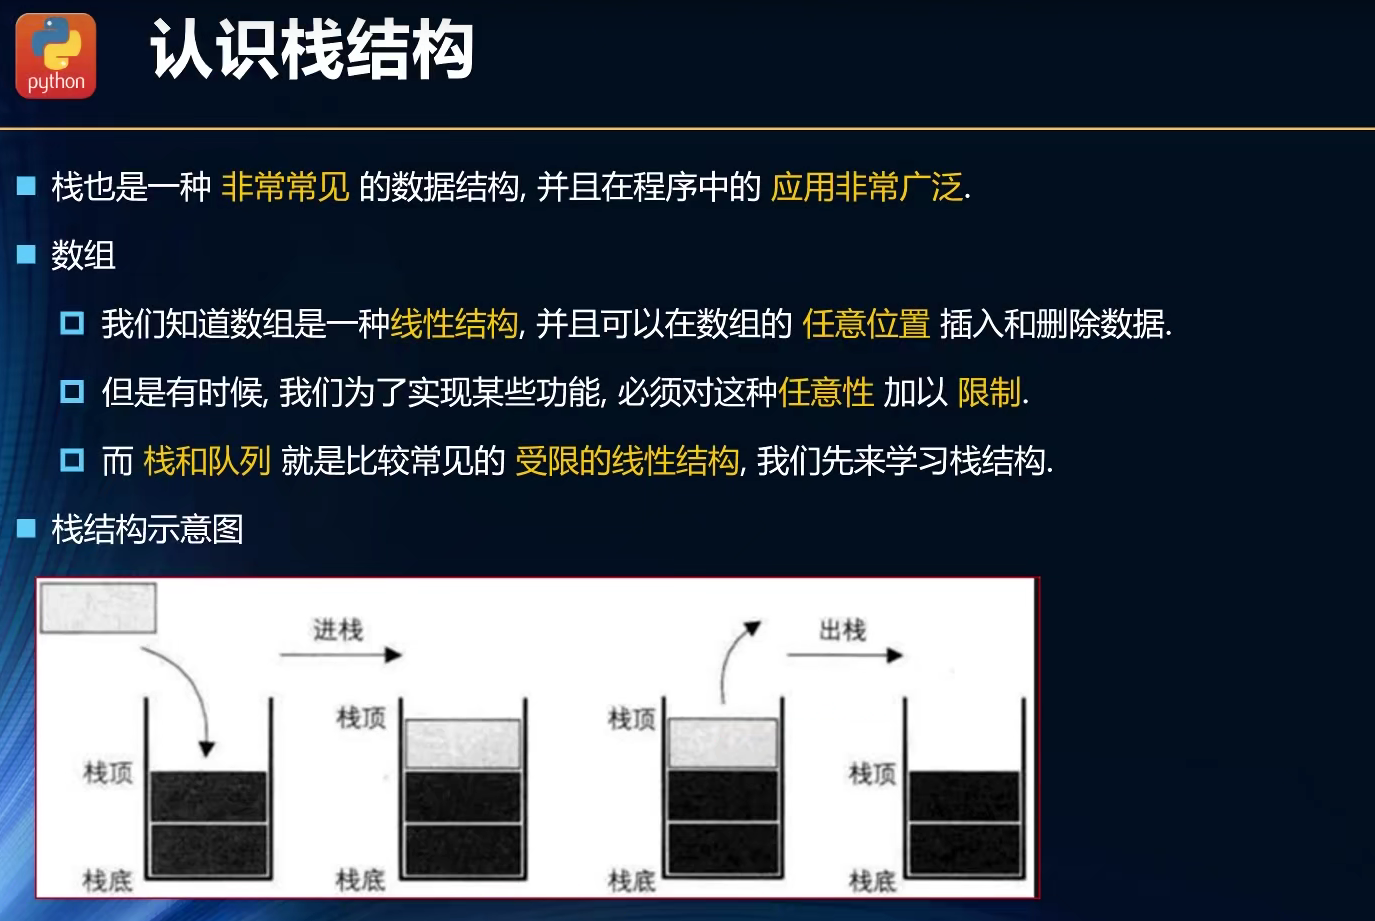 python
认识栈结构
栈也是一种 非常常见 的数据结构, 并且在程序中的 应用非常广泛.
数组
我们知道数组是一种线性结构, 并且可以在数组的 任意位置 插入和删除数据.
但是有时候, 我们为了实现某些功能, 必须对这种任意性 加以 限制.
而 栈和队列 就是比较常见的 受限的线性结构, 我们先来学习栈结构.
栈结构示意图
进栈
出栈
栈顶
栈顶
栈顶
栈顶
栈底
栈底
栈底
栈底